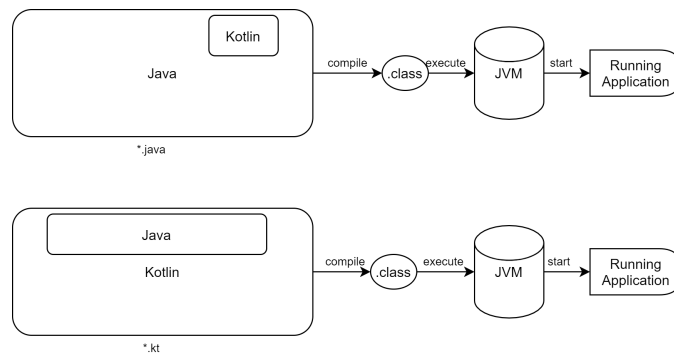 Kotlin
Java
compile
.class
execute
JVM
start
Running
Application
*.java
Java
Kotlin
compile
.class
execute
JVM
start
Running
Application
*.kt